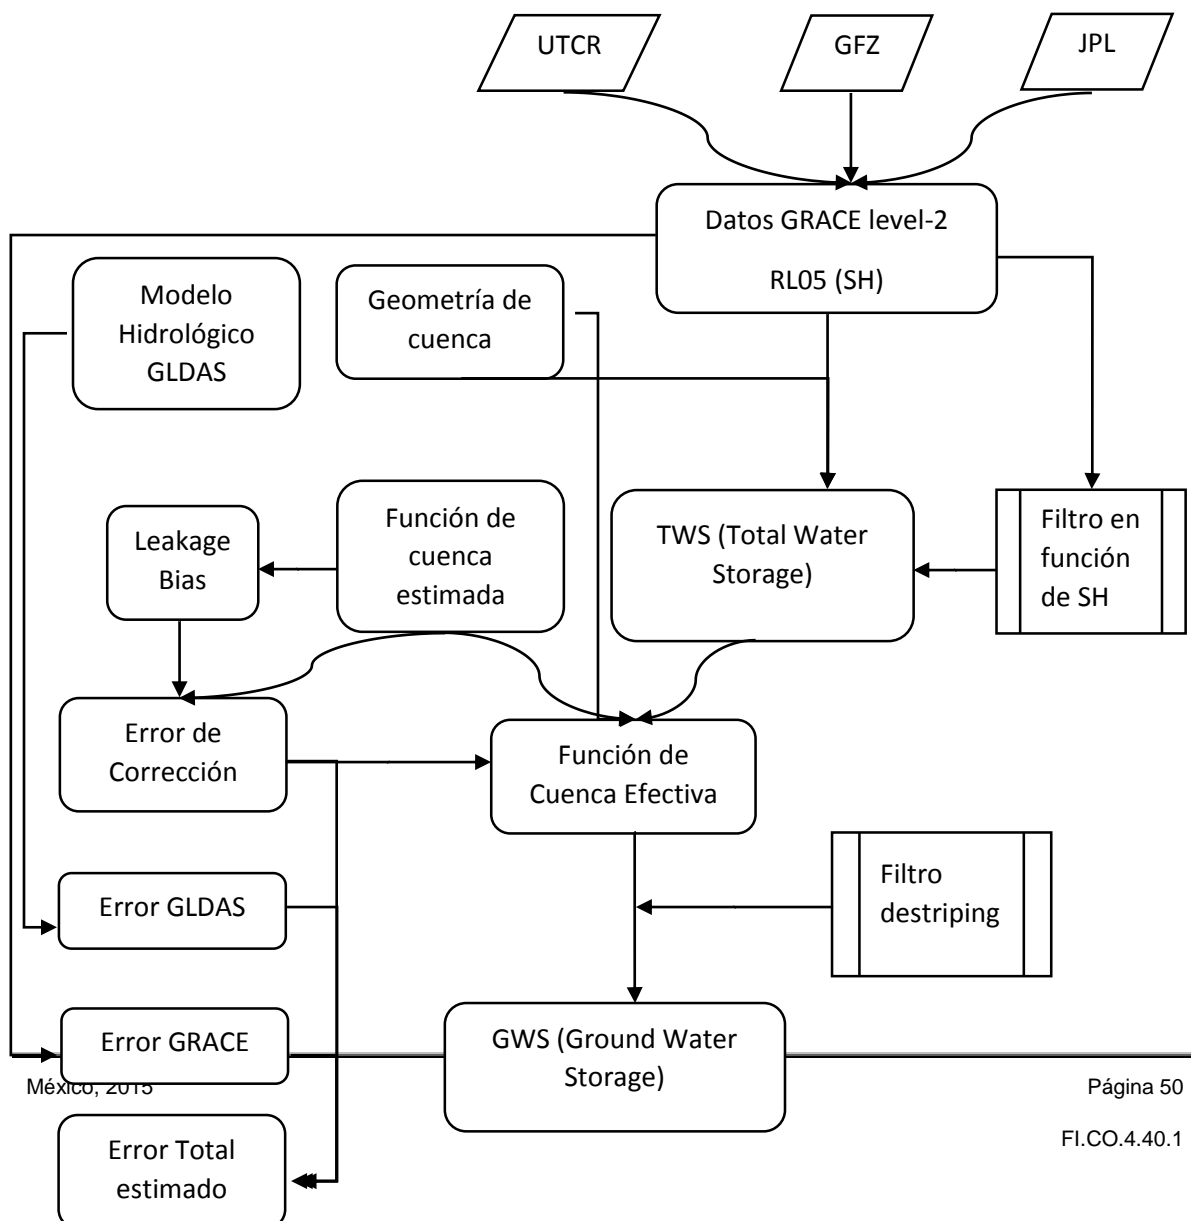 UTCR
GFZ
JPL
Datos GRACE level-2
RL05 (SH)
Modelo
Hidrológico
GLDAS
Geometría de
cuenca
Leakage
Bias
Función de
cuenca
estimada
TWS (Total Water
Storage)
Filtro en
función
de SH
Error de
Corrección
Función de
Cuenca Efectiva
Error GLDAS
Filtro
destriping
Error GRACE
GWS (Ground Water
Storage)
México, 2015
Página 50
Error Total
estimado
FI.CO.4.40.1